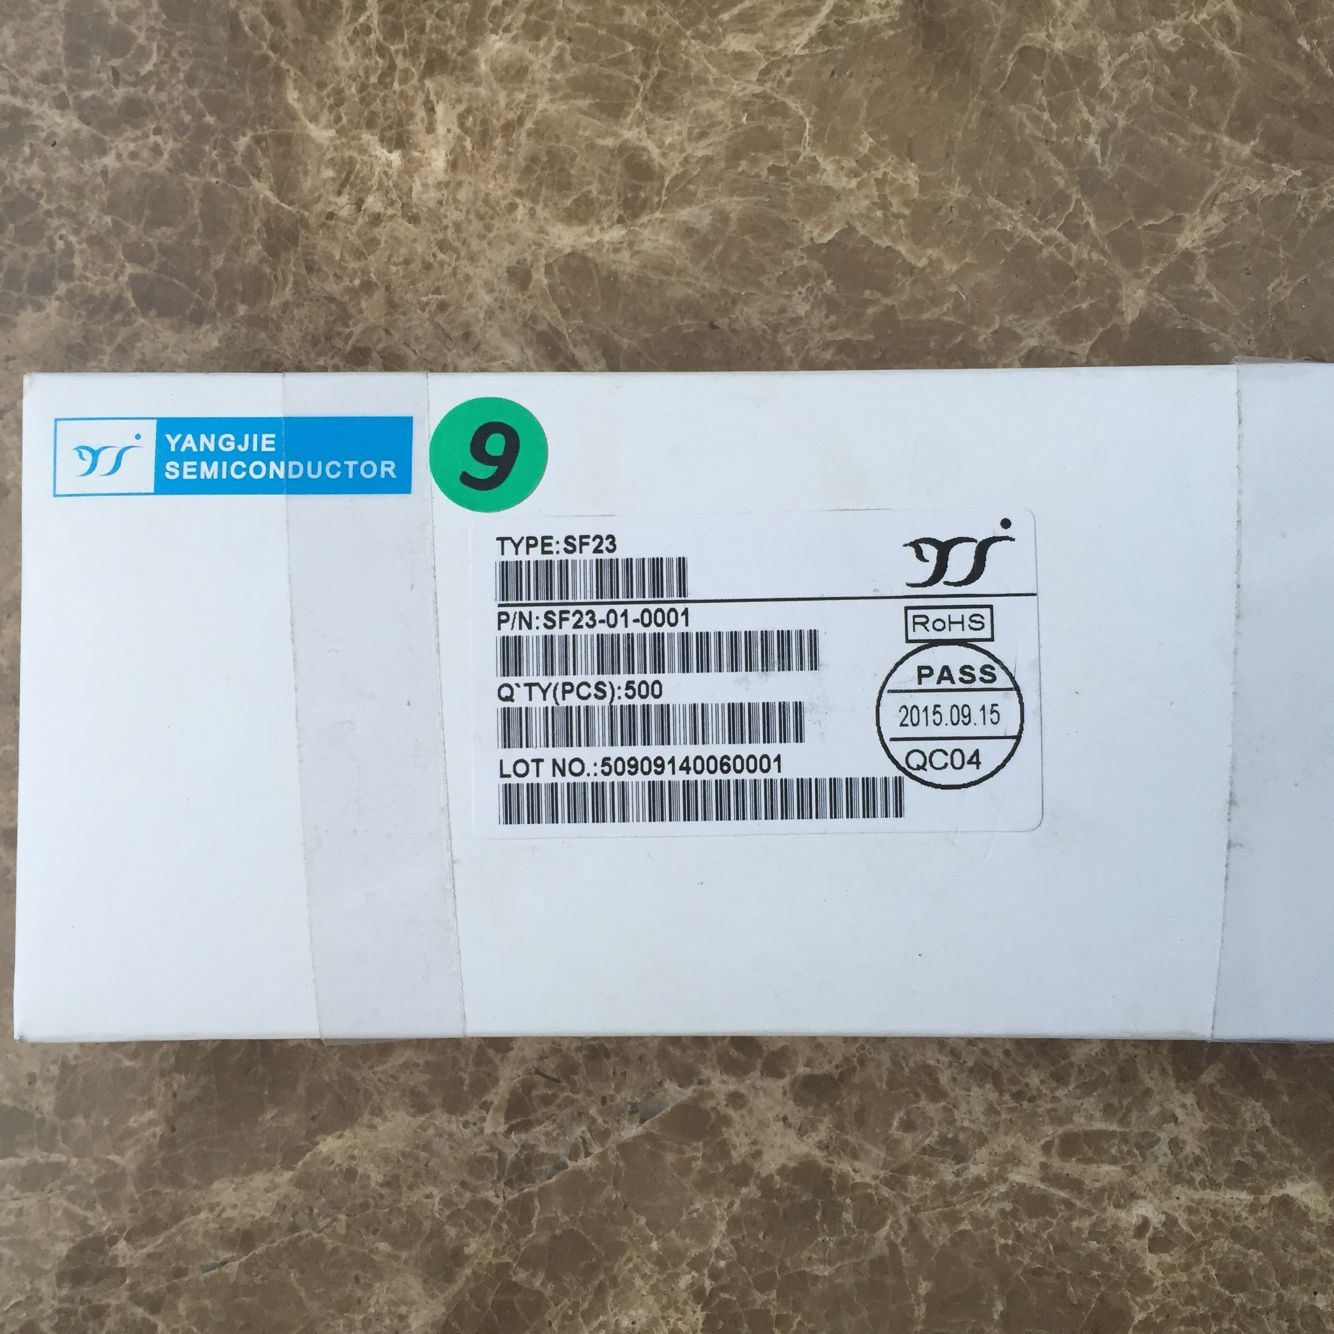 YANGJIE
SEMICONDUCTOR
9
TYPE:SF23
P/N:SF23-01-0001
RoHS
PASS
Q`TY(PCS):500
2015.09.15
LOT NO.:50909140060001
QC04